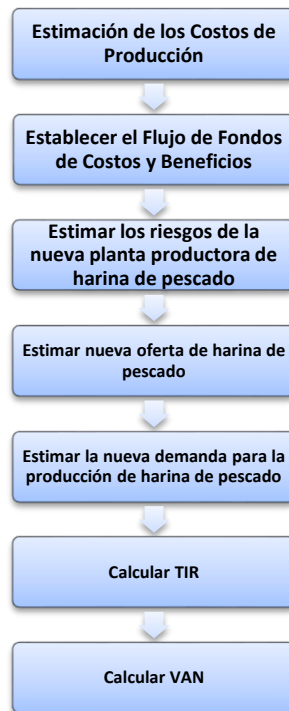 Estimación de los Costos de
Producción
Establecer el Flujo de Fondos
de Costos y Beneficios
Estimar los riesgos de la
nueva planta productora de
harina de pescado
Estimar nueva oferta de harina de
pescado
Estimar la nueva demanda para la
producción de harina de pescado
Calcular TIR
Calcular VAN